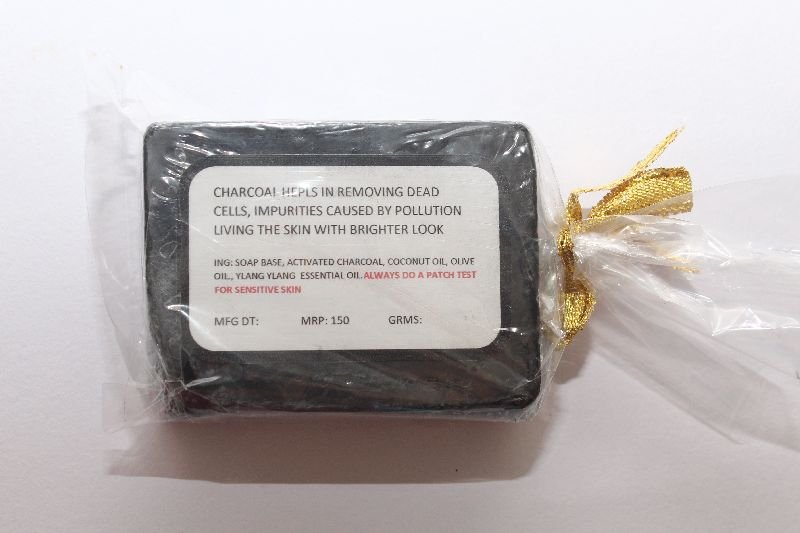 CHARCOAL HEPLS IN REMOVING DEAD
CELLS, IMPURITIES CAUSED BY POLLUTION
LIVING THE SKIN WITH BRIGHTER LOOK
ING: SOAP BASE, ACTIVATED CHARCOAL, COCONUT OIL, OLIVE
OIL., YLANG YLANG ESSENTIAL OIL. ALWAYS DO A PATCH TEST
FOR SENSITIVE SKIN
MFG DT: MRP: 150 GRMS: